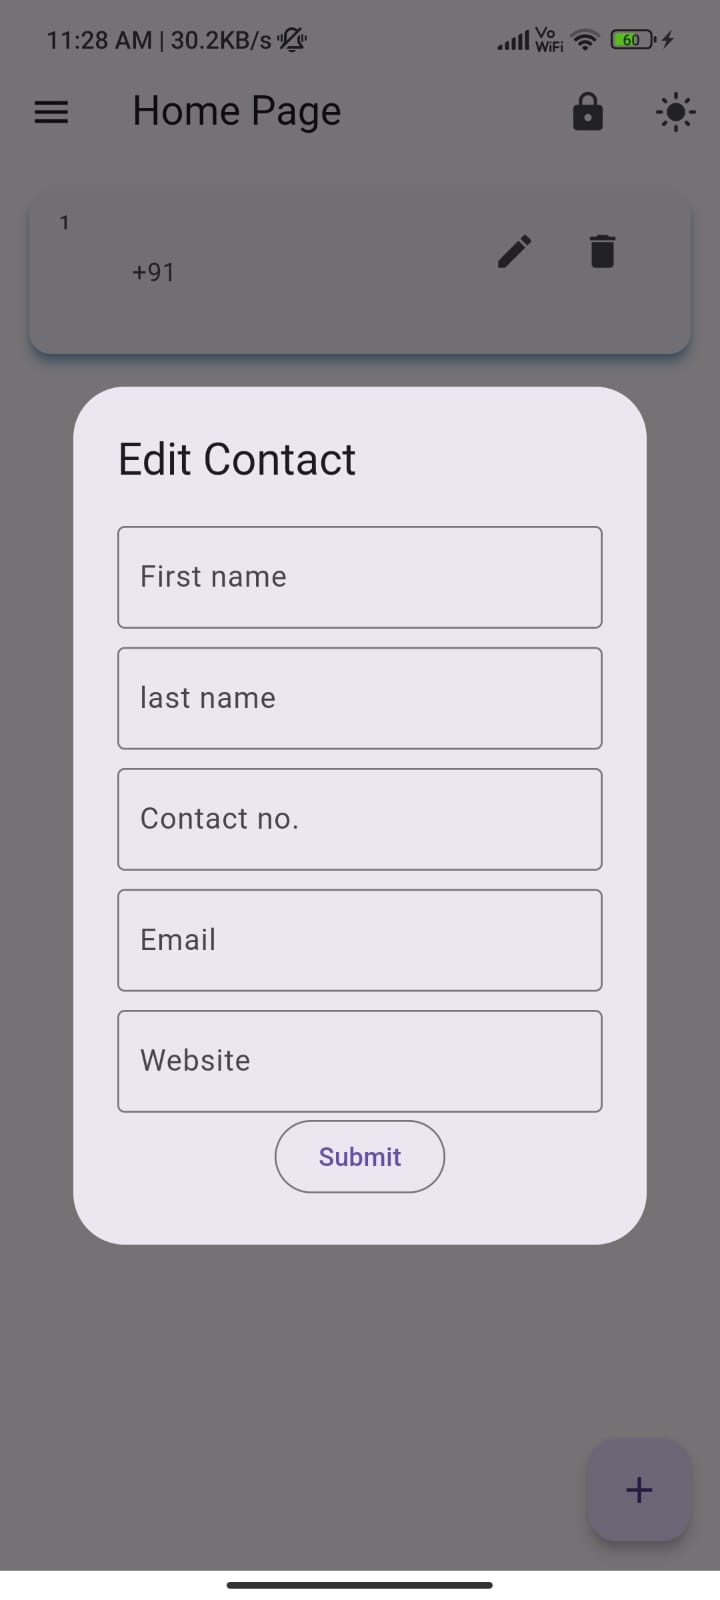 11:28 AM | 30.2KB/s Vo WiFi 60
Home Page
1
+91
Edit Contact
First name
last name
Contact no.
Email
Website
Submit